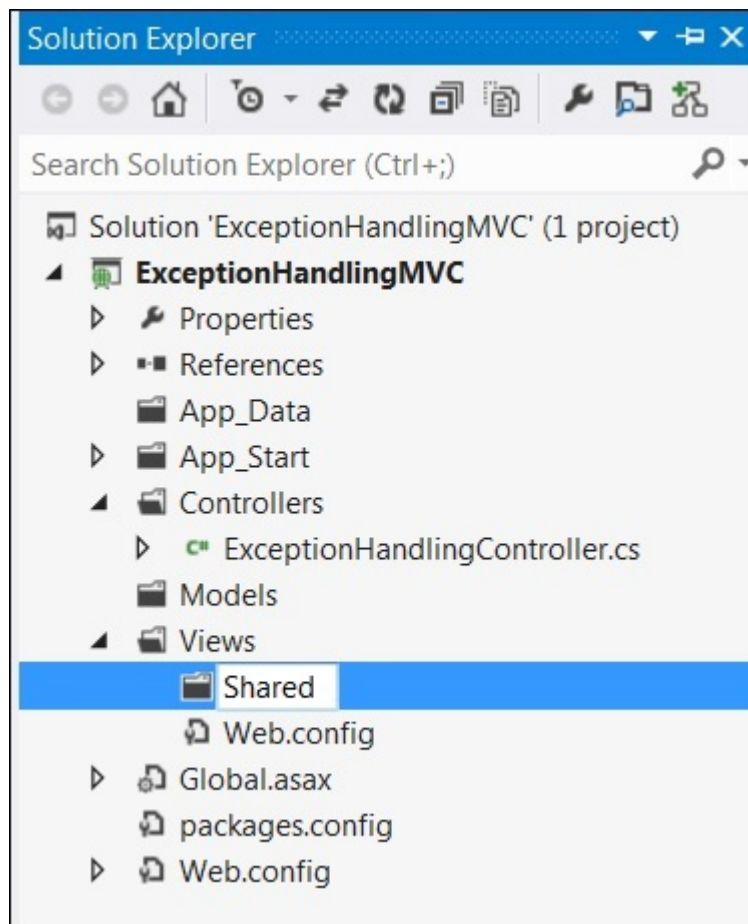 Solution Explorer
Search Solution Explorer (Ctrl+;)
Solution 'ExceptionHandlingMVC' (1 project)
ExceptionHandlingMVC
Properties
References
App_Data
App_Start
Controllers
C# ExceptionHandlingController.cs
Models
Views
Shared
Web.config
Global.asax
packages.config
Web.config